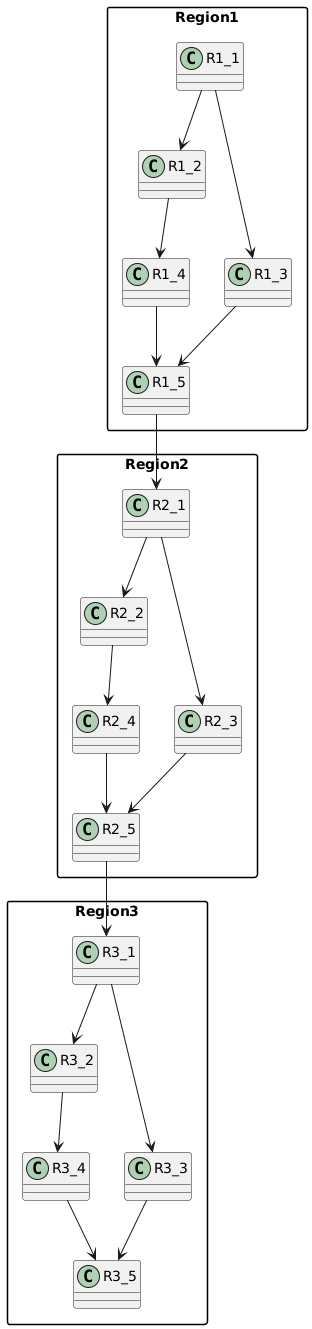 Region1
C R1_1
C R1_2
C R1_4
C R1_3
C R1_5
Region2
C R2_1
C R2_2
C R2_4
C R2_3
C R2_5
Region3
C R3_1
C R3_2
C R3_4
C R3_3
C R3_5